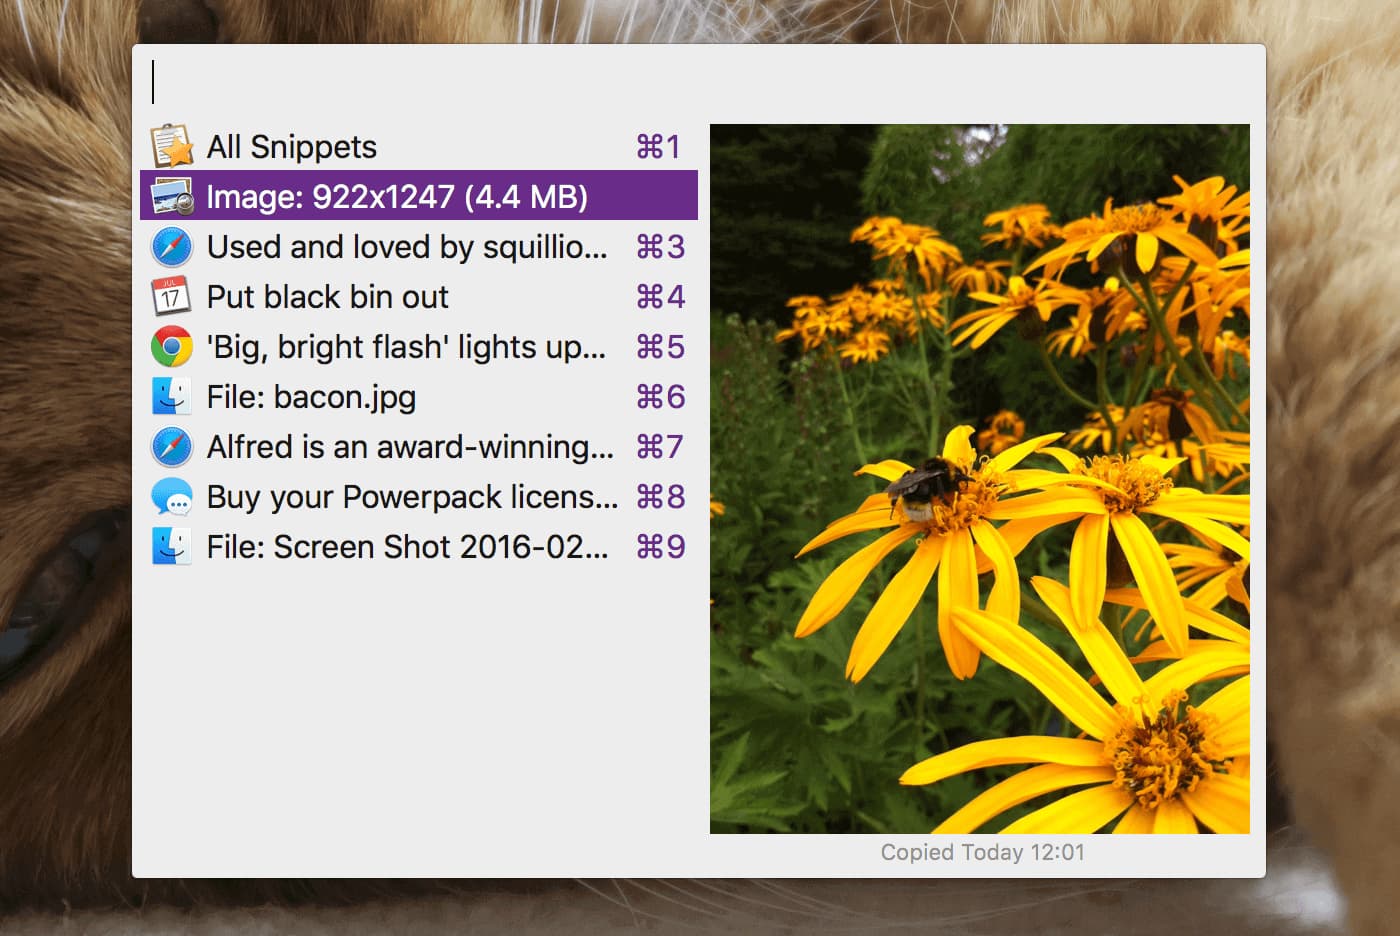 All Snippets ⌘1
Image: 922x1247 (4.4 MB)
Used and loved by squillio... ⌘3
JUL
17
Put black bin out ⌘4
'Big, bright flash' lights up... ⌘5
File: bacon.jpg ⌘6
Alfred is an award-winning... ⌘7
Buy your Powerpack licens... ⌘8
File: Screen Shot 2016-02... ⌘9
Copied Today 12:01